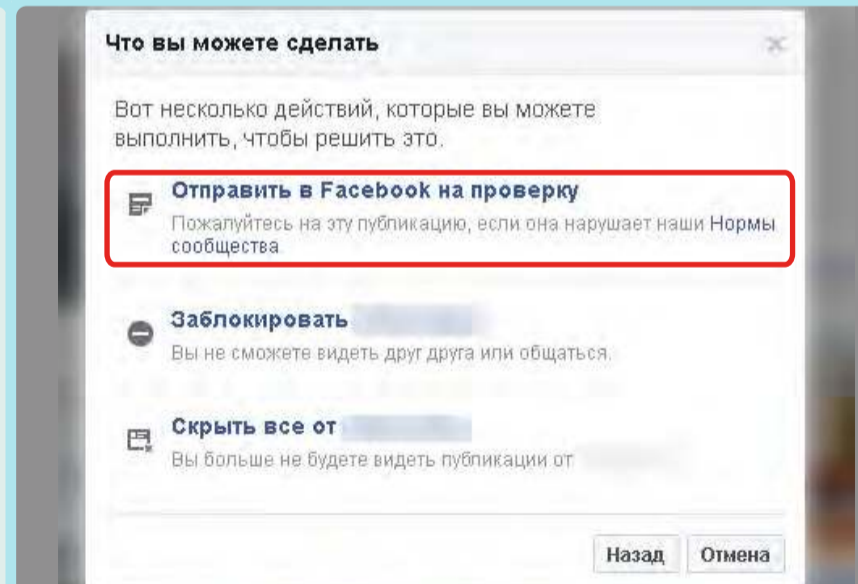 Что вы можете сделать
Вот несколько действий, которые вы можете
выполнить, чтобы решить это.
Отправить в Facebook на проверку
Пожалуйтесь на эту публикацию, если она нарушает наши Нормы
сообщества.
Заблокировать
Вы не сможете видеть друг друга или общаться.
Скрыть все от
Вы больше не будете видеть публикации от
Назад Отмена